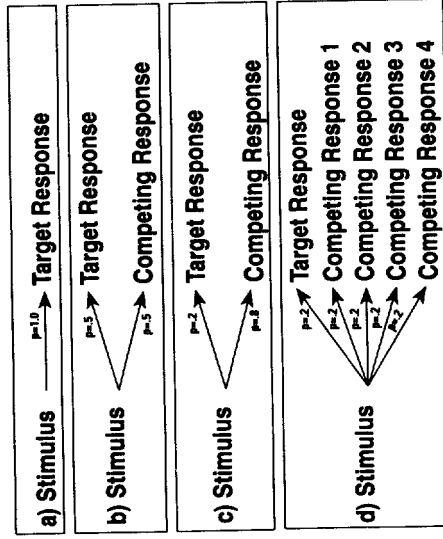 a) Stimulus
p=1.0
Target Response
b) Stimulus
p=.5
Target Response
p=.5
Competing Response
c) Stimulus
p=.2
Target Response
p=.8
Competing Response
d) Stimulus
p=.2
Target Response
p=.2
Competing Response 1
p=.2
Competing Response 2
p=.2
Competing Response 3
p=.2
Competing Response 4